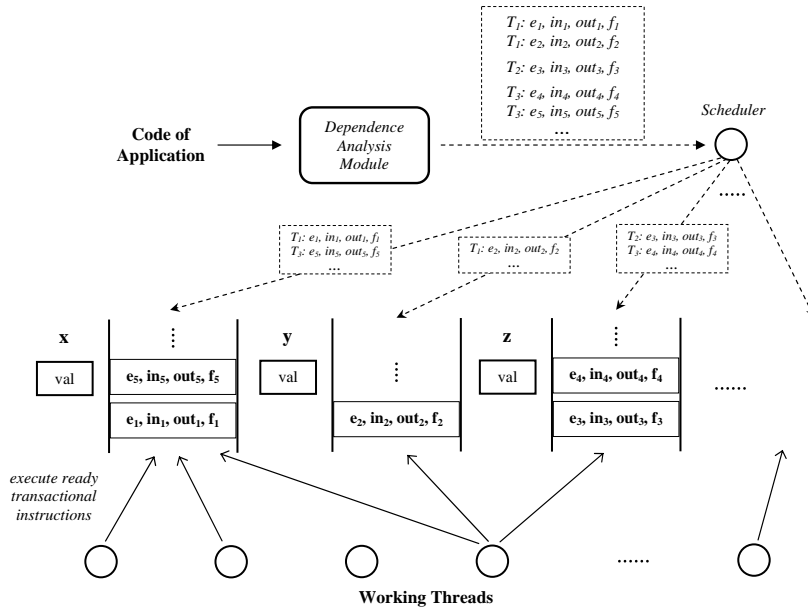 T₁: e₁, in₁, out₁, f₁
T₁: e₂, in₂, out₂, f₂
T₂: e₃, in₃, out₃, f₃
T₃: e₄, in₄, out₄, f₄
T₃: e₅, in₅, out₅, f₅
...
Scheduler
Code of
Application
Dependence
Analysis
Module
.....
T₁: e₁, in₁, out₁, f₁
T₃: e₅, in₅, out₅, f₅
...
T₁: e₂, in₂, out₂, f₂
...
T₂: e₃, in₃, out₃, f₃
T₃: e₄, in₄, out₄, f₄
...
x
val
e₅, in₅, out₅, f₅
e₁, in₁, out₁, f₁
y
val
e₂, in₂, out₂, f₂
z
val
e₄, in₄, out₄, f₄
e₃, in₃, out₃, f₃
......
execute ready
transactional
instructions
......
Working Threads